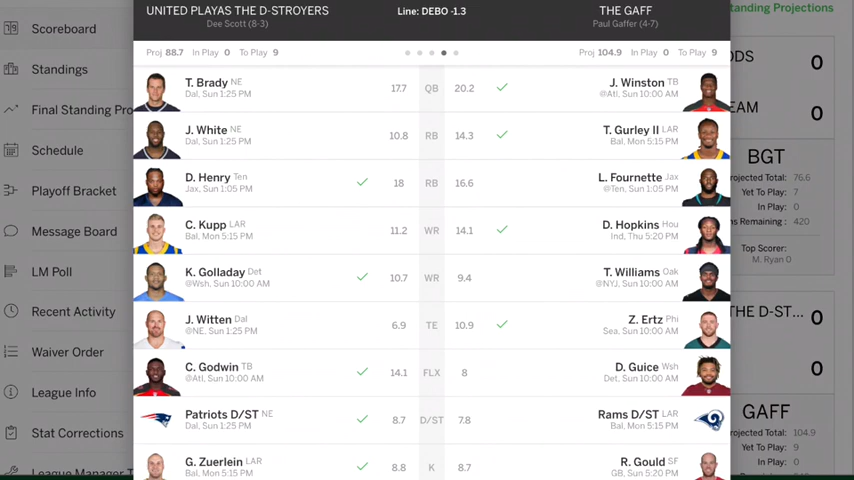 UNITED PLAYAS THE D-STROYERS
Dee Scott (8-3)
Line: DEBO -1.3
THE GAFF
Paul Gaffer (4-7)
Proj 88.7 In Play 0 To Play 9
Proj 104.9 In Play 0 To Play 9
T. Brady NE
Dal, Sun 1:25 PM
17.7 QB 20.2
J. Winston TB
@Atl, Sun 10:00 AM
J. White NE
Dal, Sun 1:25 PM
10.8 RB 14.3
T. Gurley II LAR
Bal, Mon 5:15 PM
D. Henry Ten
Jax, Sun 1:05 PM
18 RB 16.6
L. Fournette Jax
@Ten, Sun 1:05 PM
C. Kupp LAR
Bal, Mon 5:15 PM
11.2 WR 14.1
D. Hopkins Hou
Ind, Thu 5:20 PM
K. Golladay Det
@Wsh, Sun 10:00 AM
10.7 WR 9.4
T. Williams Oak
@NYJ, Sun 10:00 AM
J. Witten Dal
@NE, Sun 1:25 PM
6.9 TE 10.9
Z. Ertz Phi
Sea, Sun 10:00 AM
C. Godwin TB
@Atl, Sun 10:00 AM
14.1 FLX 8
D. Guice Wsh
Det, Sun 10:00 AM
Patriots D/ST NE
Dal, Sun 1:25 PM
8.7 D/ST 7.8
Rams D/ST LAR
Bal, Mon 5:15 PM
G. Zuerlein LAR
Bal, Mon 5:15 PM
8.8 K 8.7
R. Gould SF
GB, Sun 5:20 PM
Scoreboard
Standings
Final Standing Pro
Schedule
Playoff Bracket
Message Board
LM Poll
Recent Activity
Waiver Order
League Info
Stat Corrections
League Manager T
tanding Projections
ODS 0
EAM 0
BGT
rojected Total: 76.6
Yet To Play: 7
In Play: 0
ns Remaining: 420
Top Scorer:
M. Ryan 0
THE D-ST... 0
0
GAFF
rojected Total: 104.9
Yet To Play: 9
In Play: 0